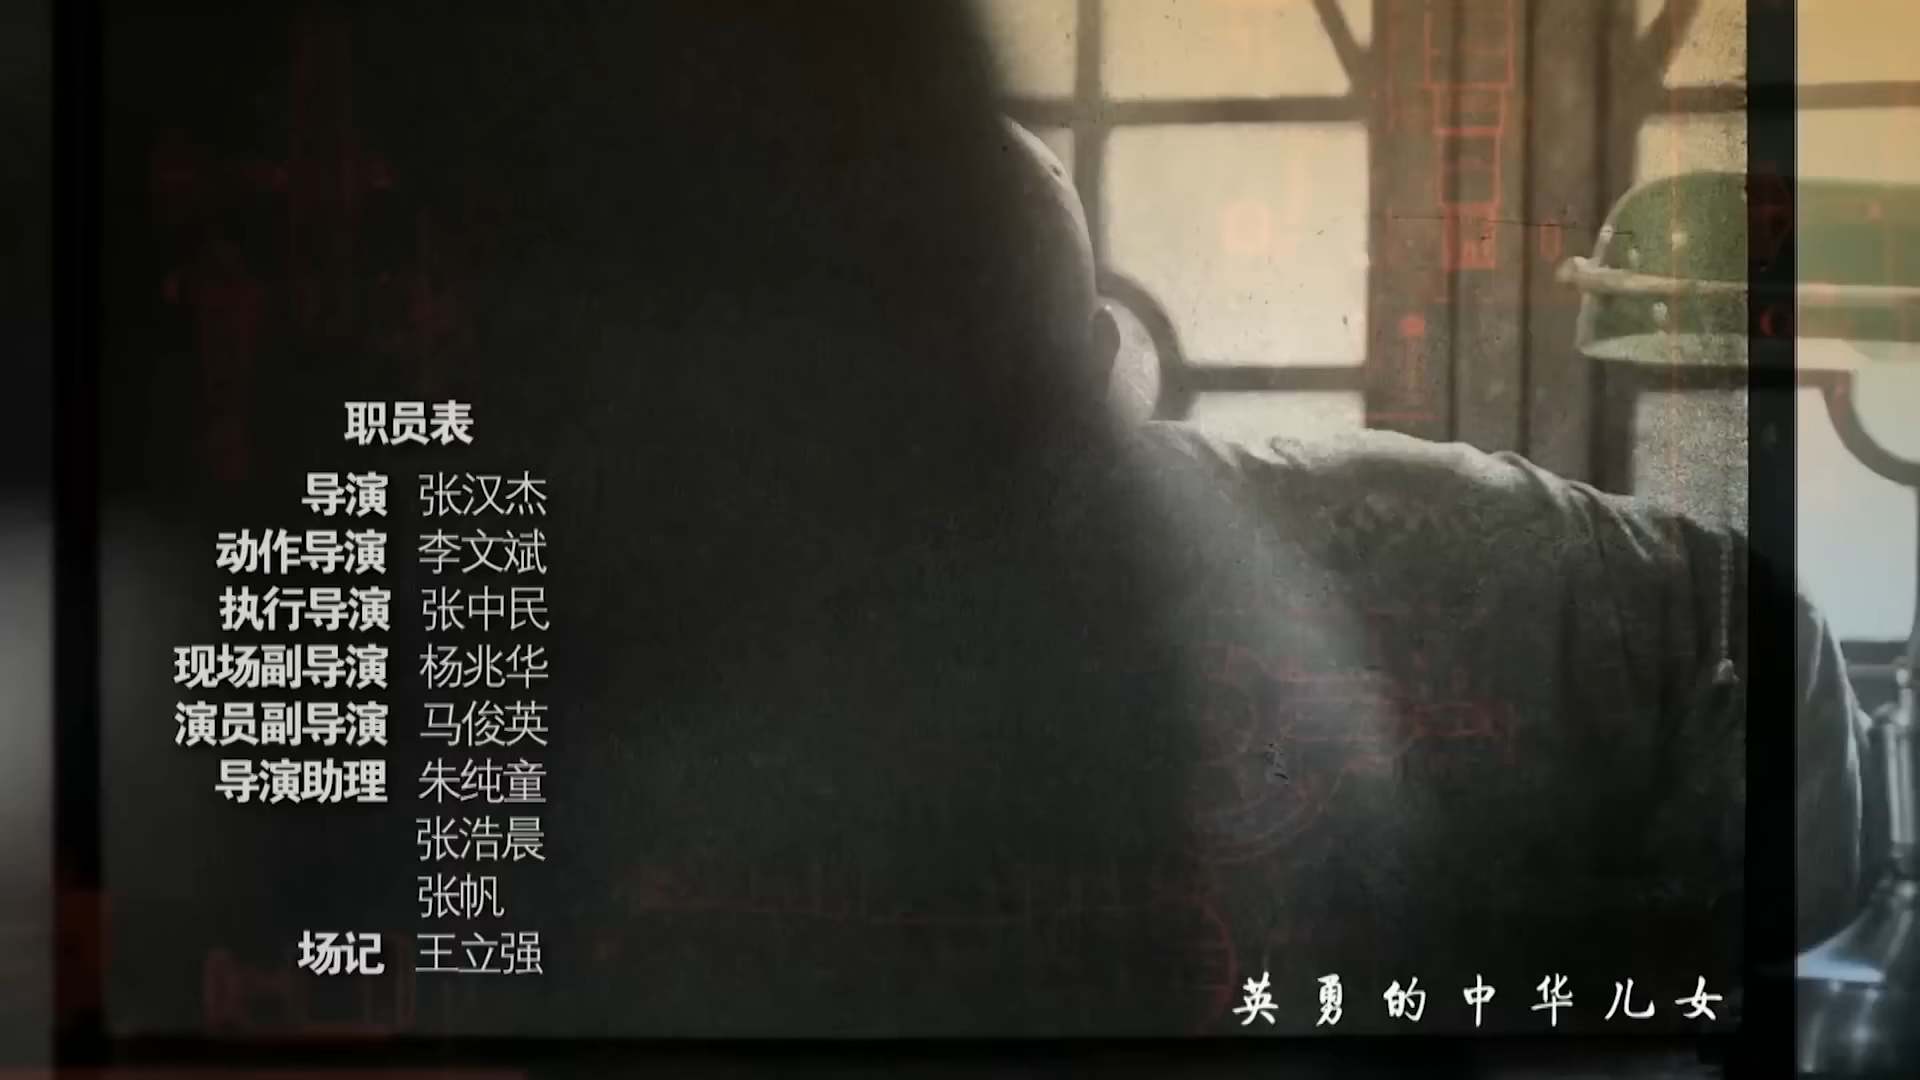 职员表
导演 张汉杰
动作导演 李文斌
执行导演 张中民
现场副导演 杨兆华
演员副导演 马俊英
导演助理 朱纯童
张浩晨
张帆
场记 王立强
英勇的中华儿女